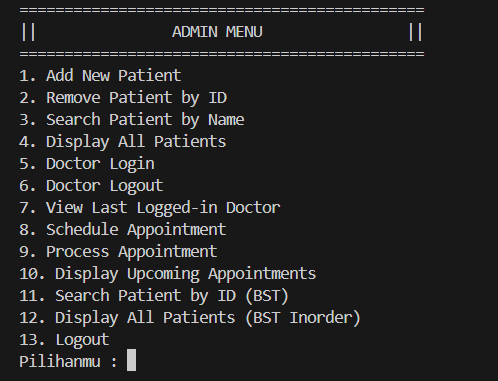 =============================================
||               ADMIN MENU                ||
=============================================
1. Add New Patient
2. Remove Patient by ID
3. Search Patient by Name
4. Display All Patients
5. Doctor Login
6. Doctor Logout
7. View Last Logged-in Doctor
8. Schedule Appointment
9. Process Appointment
10. Display Upcoming Appointments
11. Search Patient by ID (BST)
12. Display All Patients (BST Inorder)
13. Logout
Pilihanmu :